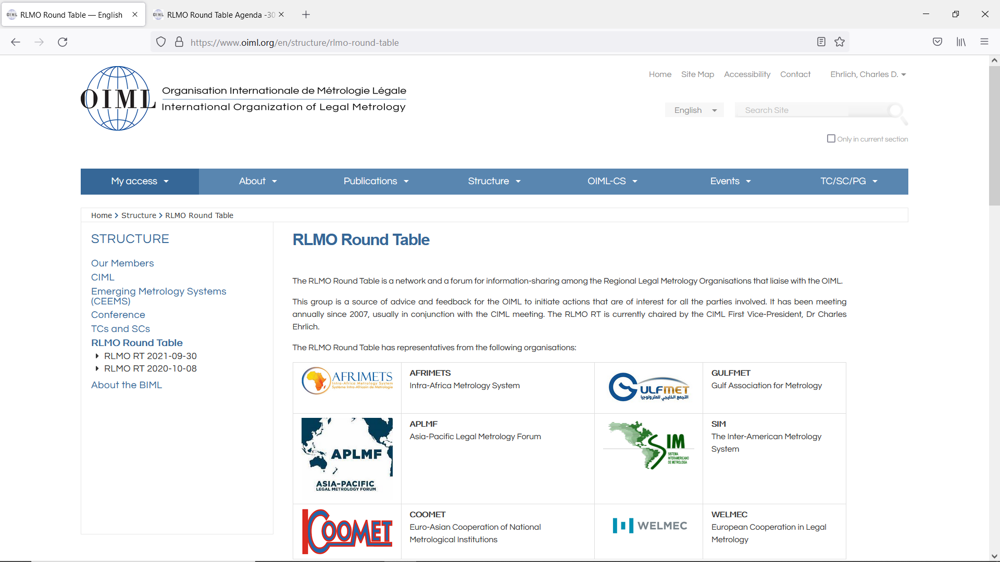 RLMO Round Table — English
RLMO Round Table Agenda -30
https://www.oiml.org/en/structure/rlmo-round-table
OIML
Organisation Internationale de Métrologie Légale
International Organization of Legal Metrology
Home Site Map Accessibility Contact Ehrlich, Charles D.
English Search Site
Only in current section
My access About Publications Structure OIML-CS Events TC/SC/PG
Home > Structure > RLMO Round Table
STRUCTURE
Our Members
CIML
Emerging Metrology Systems
(CEEMS)
Conference
TCs and SCs
RLMO Round Table
RLMO RT 2021-09-30
RLMO RT 2020-10-08
About the BIML
RLMO Round Table
The RLMO Round Table is a network and a forum for information-sharing among the Regional Legal Metrology Organisations that liaise with the OIML.
This group is a source of advice and feedback for the OIML to initiate actions that are of interest for all the parties involved. It has been meeting
annually since 2007, usually in conjunction with the CIML meeting. The RLMO RT is currently chaired by the CIML First Vice-President, Dr Charles
Ehrlich.
The RLMO Round Table has representatives from the following organisations:
AFRIMETS
Intra-Africa Metrology System
Système Intra-Africain de Métrologie
AFRIMETS
Intra-Africa Metrology System
GULFMET
التجمع الخليجي للمترولوجيا
GULFMET
Gulf Association for Metrology
APLMF
ASIA-PACIFIC
LEGAL METROLOGY FORUM
APLMF
Asia-Pacific Legal Metrology Forum
SIM
SISTEMA
INTERAMERICANO
DE METROLOGIA
SIM
The Inter-American Metrology
System
COOMET
COOMET
Euro-Asian Cooperation of National
Metrological Institutions
WELMEC
WELMEC
European Cooperation in Legal
Metrology